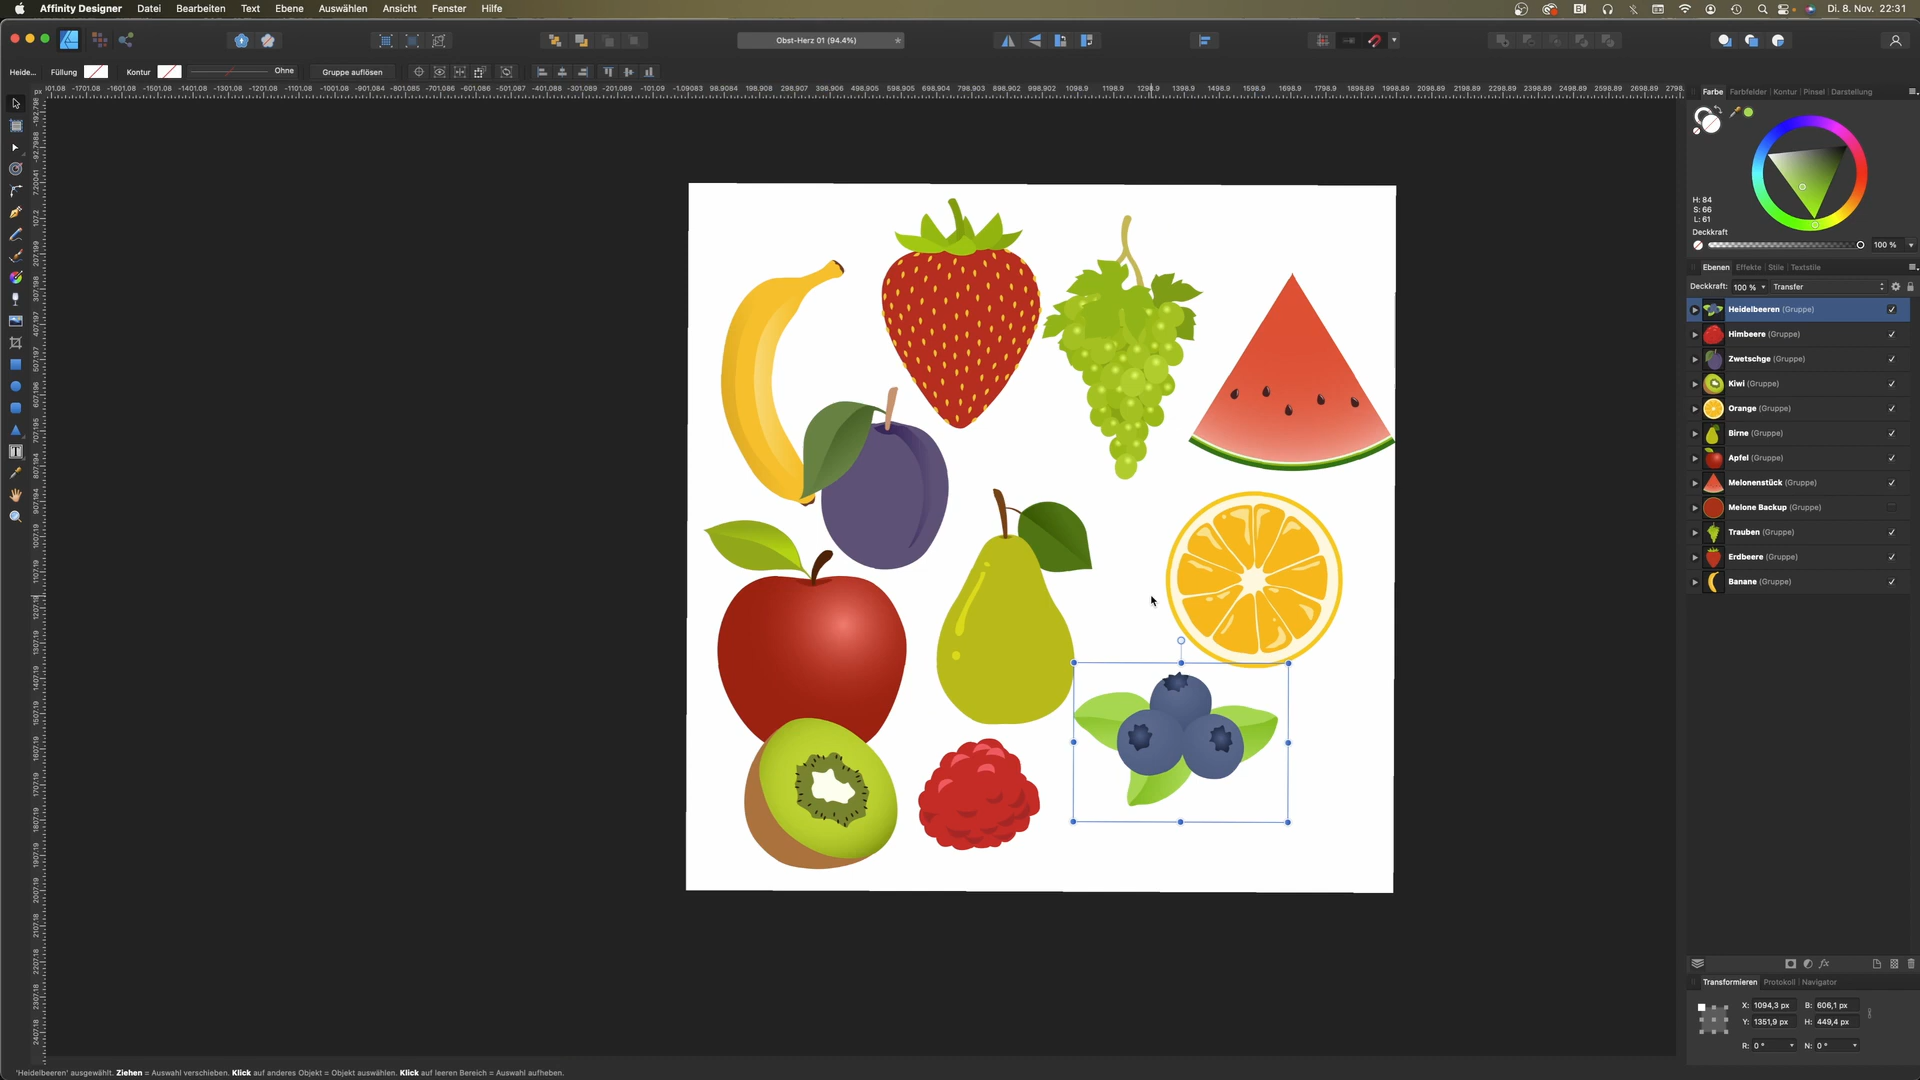 Affinity Designer Datei Bearbeiten Text Ebene Auswählen Ansicht Fenster Hilfe
Di. 8. Nov. 22:31
Obst-Herz 01 (94.4%)
Heide... Füllung Kontur Ohne Gruppe auflösen
px
Farbe Farbfelder Kontur Pinsel Darstellung
H: 84
S: 66
L: 61
Deckkraft
100 %
Ebenen Effekte Stile Textstile
Deckkraft: 100 % Transfer
Heidelbeeren (Gruppe)
Himbeere (Gruppe)
Zwetschge (Gruppe)
Kiwi (Gruppe)
Orange (Gruppe)
Birne (Gruppe)
Apfel (Gruppe)
Melonenstück (Gruppe)
Melone Backup (Gruppe)
Trauben (Gruppe)
Erdbeere (Gruppe)
Banane (Gruppe)
fx
Transformieren Protokoll Navigator
X: 1094,3 px B: 606,1 px
Y: 1351,9 px H: 449,4 px
R: 0 ° N: 0 °
'Heidelbeeren' ausgewählt. Ziehen = Auswahl verschieben. Klick auf anderes Objekt = Objekt auswählen. Klick auf leeren Bereich = Auswahl aufheben.